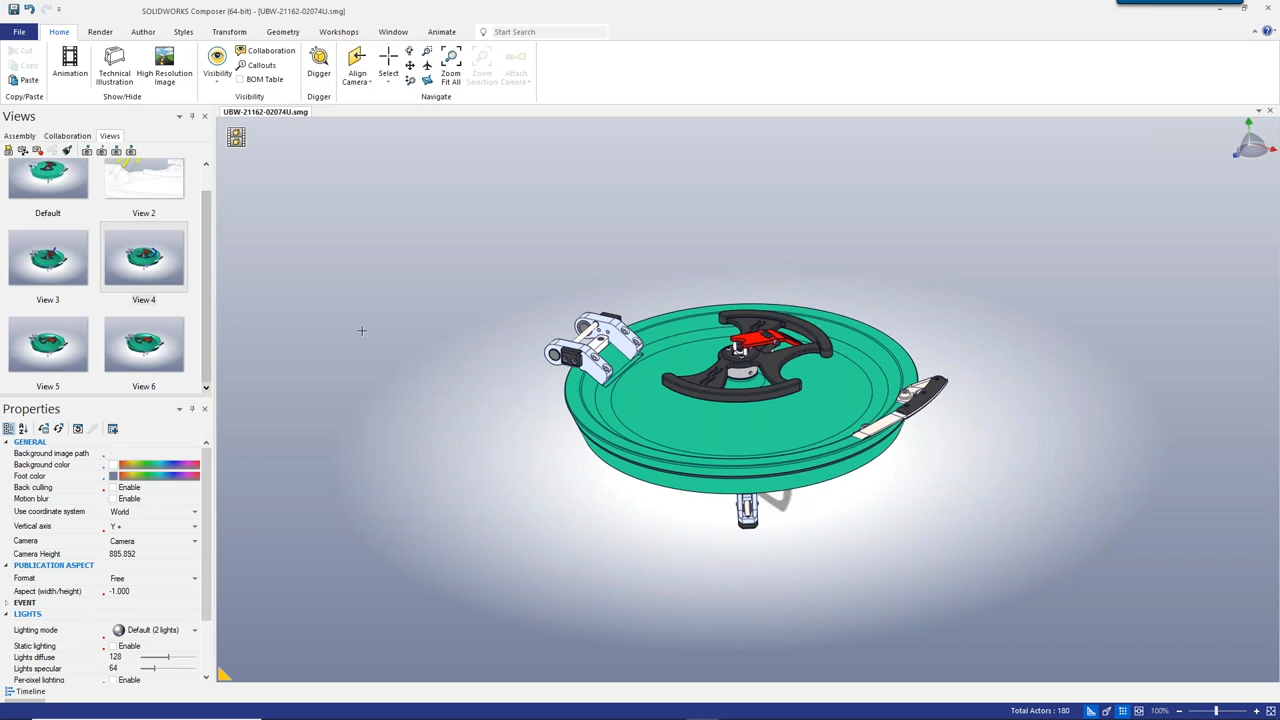 SOLIDWORKS Composer (64-bit) - [UBW-21162-02074U.smg]
File Home Render Author Styles Transform Geometry Workshops Window Animate Start Search
Cut
Copy
Paste
Copy/Paste
Animation
Technical Illustration
High Resolution Image
Show/Hide
Visibility
Collaboration
Callouts
BOM Table
Visibility
Digger
Digger
Align Camera
Select
Zoom Fit All
Zoom Selection
Attach Camera
Navigate
Views
UBW-21162-02074U.smg
Assembly Collaboration Views
Default View 2
View 3 View 4
View 5 View 6
Properties
GENERAL
Background image path
Background color
Foot color
Back culling Enable
Motion blur Enable
Use coordinate system World
Vertical axis Y +
Camera Camera
Camera Height 885.892
PUBLICATION ASPECT
Format Free
Aspect (width/height) -1.000
EVENT
LIGHTS
Lighting mode Default (2 lights)
Static lighting Enable
Lights diffuse 128
Lights specular 64
Per-pixel lighting Enable
Timeline
Total Actors : 180 100%